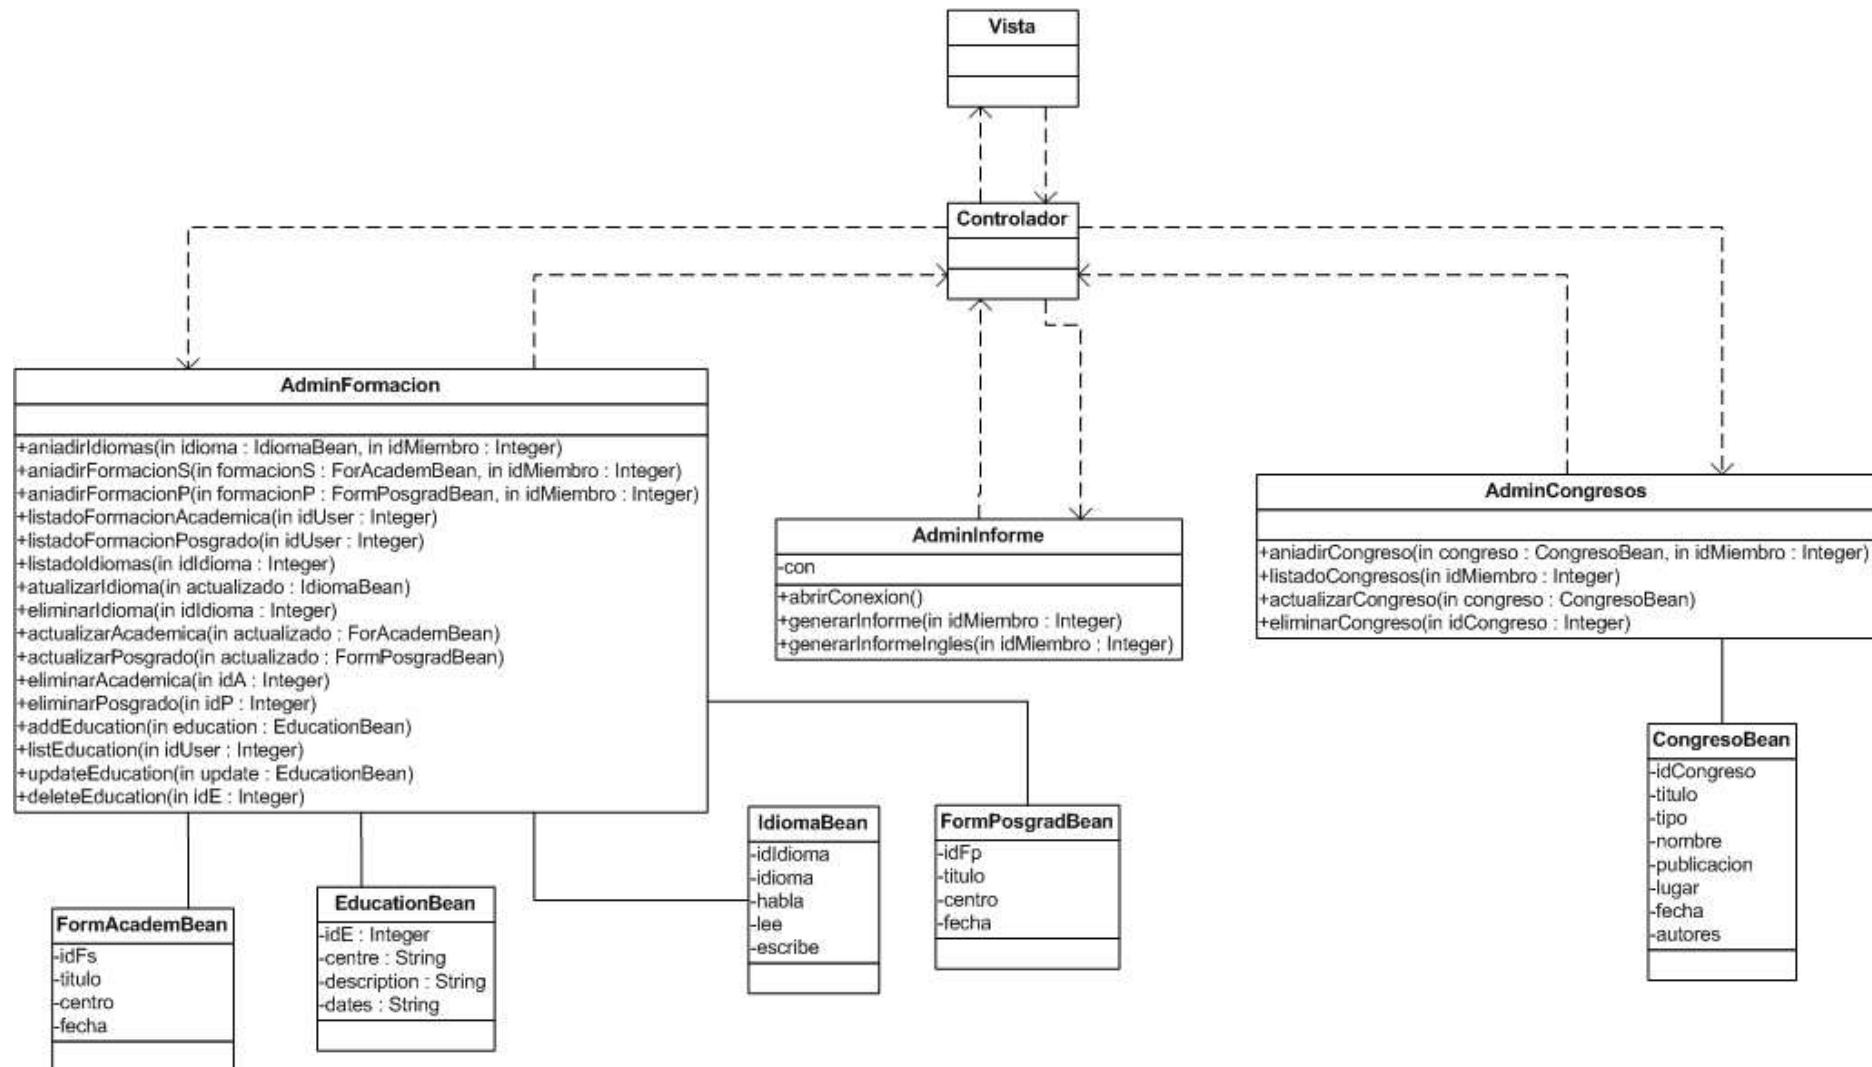 Vista
Controlador
AdminFormacion
+aniadirIdiomas(in idioma : IdiomaBean, in idMiembro : Integer)
+aniadirFormacionS(in formacionS : ForAcademBean, in idMiembro : Integer)
+aniadirFormacionP(in formacionP : FormPosgradBean, in idMiembro : Integer)
+listadoFormacionAcademica(in idUser : Integer)
+listadoFormacionPosgrado(in idUser : Integer)
+listadoIdiomas(in idIdioma : Integer)
+atualizarIdioma(in actualizado : IdiomaBean)
+eliminarIdioma(in idIdioma : Integer)
+actualizarAcademica(in actualizado : ForAcademBean)
+actualizarPosgrado(in actualizado : FormPosgradBean)
+eliminarAcademica(in idA : Integer)
+eliminarPosgrado(in idP : Integer)
+addEducation(in education : EducationBean)
+listEducation(in idUser : Integer)
+updateEducation(in update : EducationBean)
+deleteEducation(in idE : Integer)
AdminInforme
-con
+abrirConexion()
+generarInforme(in idMiembro : Integer)
+generarInformeIngles(in idMiembro : Integer)
AdminCongresos
+aniadirCongreso(in congreso : CongresoBean, in idMiembro : Integer)
+listadoCongresos(in idMiembro : Integer)
+actualizarCongreso(in congreso : CongresoBean)
+eliminarCongreso(in idCongreso : Integer)
FormAcademBean
-idFs
-titulo
-centro
-fecha
EducationBean
-idE : Integer
-centre : String
-description : String
-dates : String
IdiomaBean
-idIdioma
-idioma
-habla
-lee
-escribe
FormPosgradBean
-idFp
-titulo
-centro
-fecha
CongresoBean
-idCongreso
-titulo
-tipo
-nombre
-publicacion
-lugar
-fecha
-autores